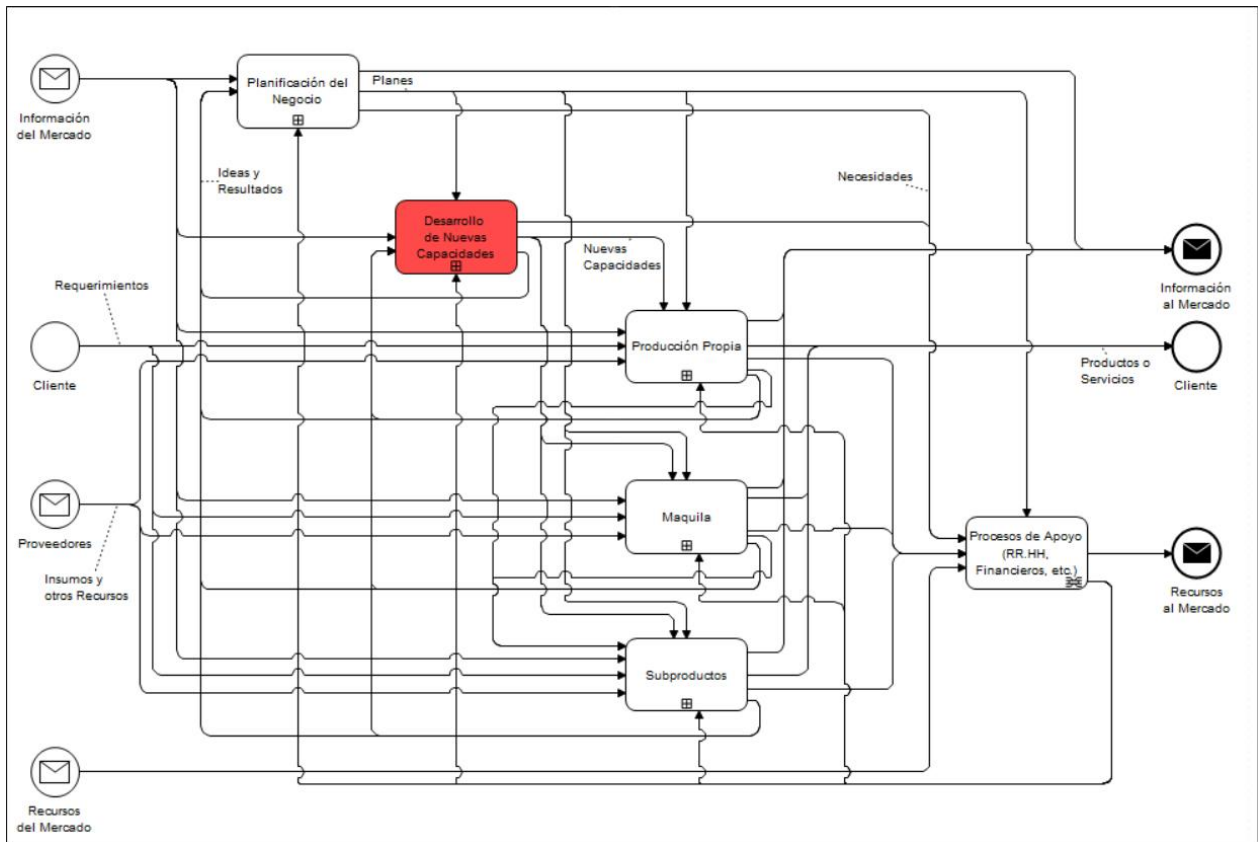 Información
del Mercado
Planificación del
Negocio
Planes
Ideas y
Resultados
Necesidades
Desarrollo
de Nuevas
Capacidades
Nuevas
Capacidades
Información
al Mercado
Requerimientos
Cliente
Producción Propia
Productos o
Servicios
Cliente
Proveedores
Insumos y
otros Recursos
Maquila
Procesos de Apoyo
(RR.HH,
Financieros, etc.)
Recursos
al Mercado
Subproductos
Recursos
del Mercado